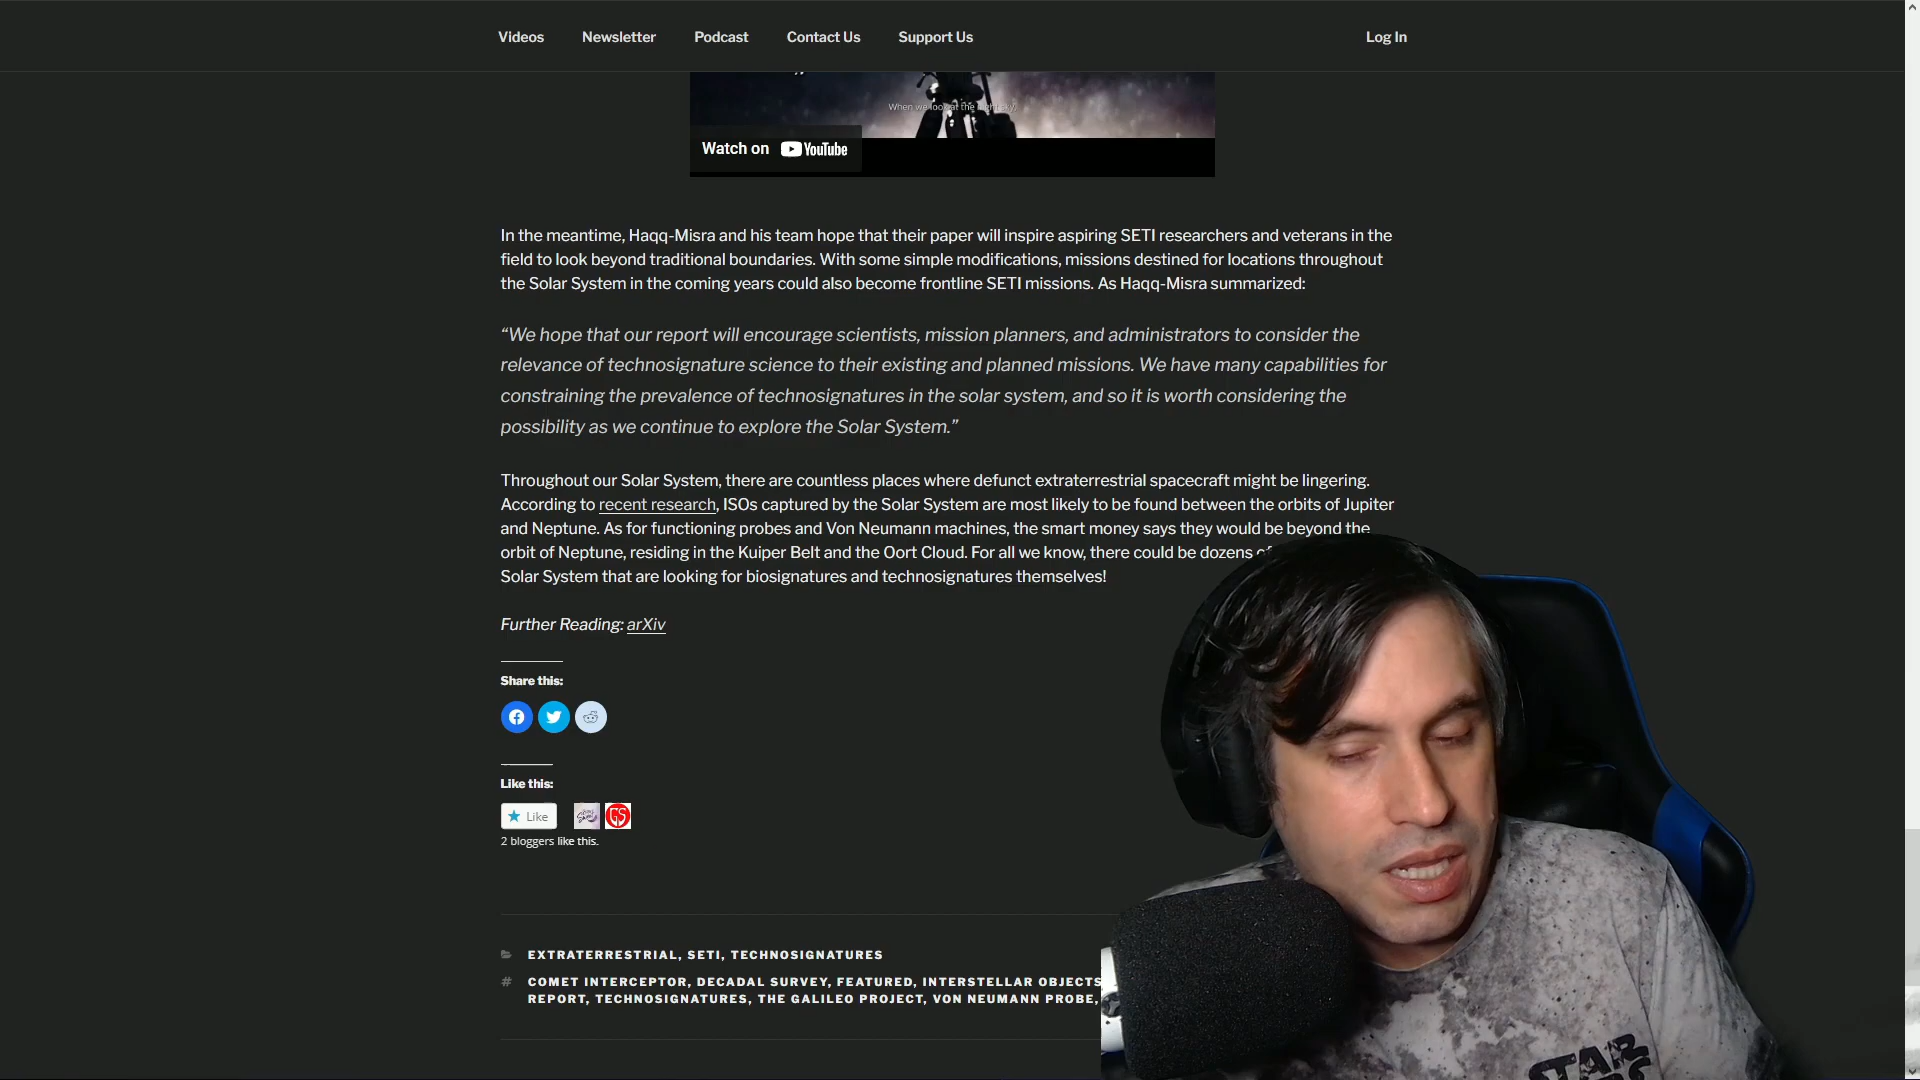 Videos Newsletter Podcast Contact Us Support Us Log In
When we look at the night sky,
Watch on YouTube
In the meantime, Haqq-Misra and his team hope that their paper will inspire aspiring SETI researchers and veterans in the
field to look beyond traditional boundaries. With some simple modifications, missions destined for locations throughout
the Solar System in the coming years could also become frontline SETI missions. As Haqq-Misra summarized:
“We hope that our report will encourage scientists, mission planners, and administrators to consider the
relevance of technosignature science to their existing and planned missions. We have many capabilities for
constraining the prevalence of technosignatures in the solar system, and so it is worth considering the
possibility as we continue to explore the Solar System.”
Throughout our Solar System, there are countless places where defunct extraterrestrial spacecraft might be lingering.
According to recent research, ISOs captured by the Solar System are most likely to be found between the orbits of Jupiter
and Neptune. As for functioning probes and Von Neumann machines, the smart money says they would be beyond the
orbit of Neptune, residing in the Kuiper Belt and the Oort Cloud. For all we know, there could be dozens
Solar System that are looking for biosignatures and technosignatures themselves!
Further Reading: arXiv
Share this:
Like this:
Like
GS
2 bloggers like this.
EXTRATERRESTRIAL, SETI, TECHNOSIGNATURES
# COMET INTERCEPTOR, DECADAL SURVEY, FEATURED, INTERSTELLAR OBJECTS
REPORT, TECHNOSIGNATURES, THE GALILEO PROJECT, VON NEUMANN PROBE,
STAR